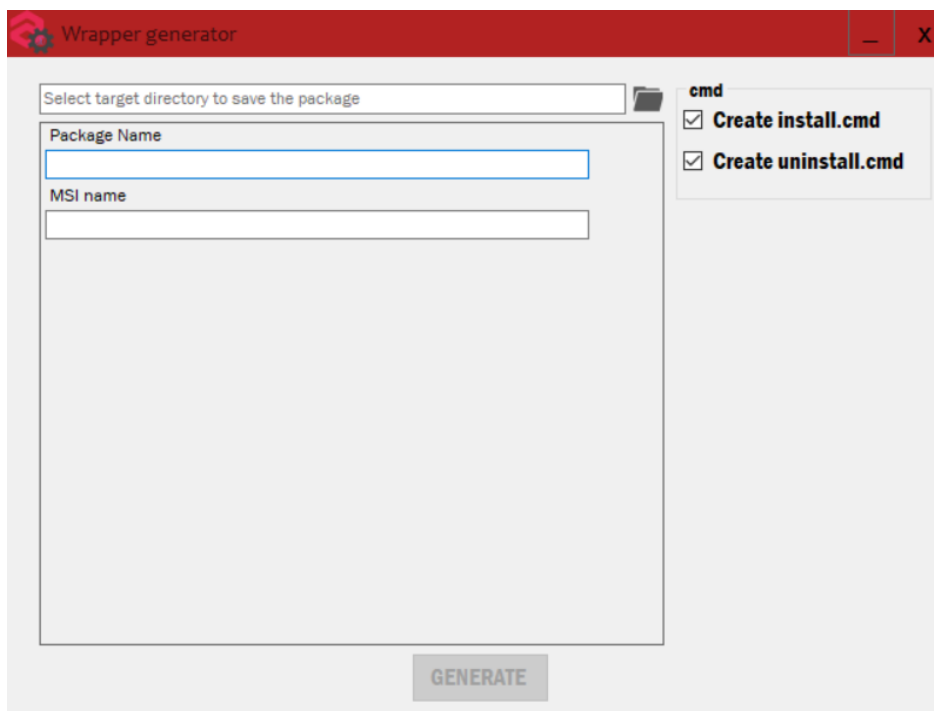 Wrapper generator
_
X
Select target directory to save the package
cmd
Create install.cmd
Package Name
Create uninstall.cmd
MSI name
GENERATE